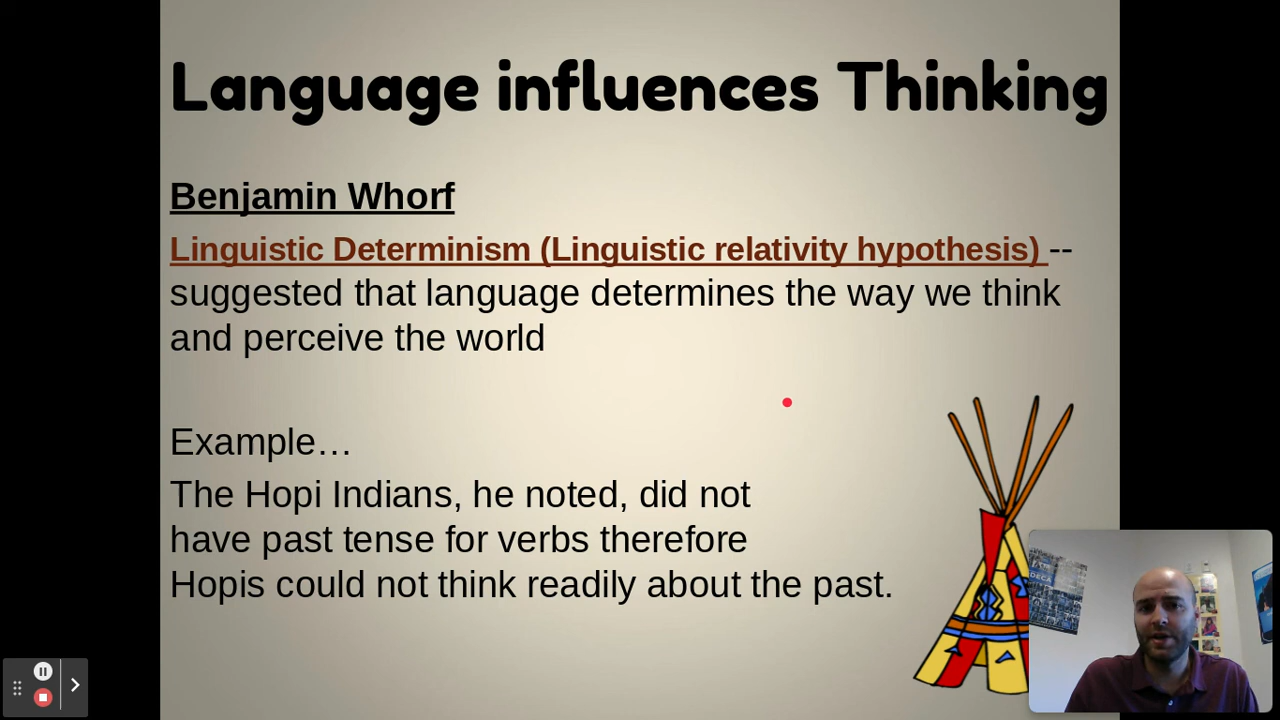 Language influences Thinking
Benjamin Whorf
Linguistic Determinism (Linguistic relativity hypothesis) --
suggested that language determines the way we think
and perceive the world
Example…
The Hopi Indians, he noted, did not
have past tense for verbs therefore
Hopis could not think readily about the past.
DECA